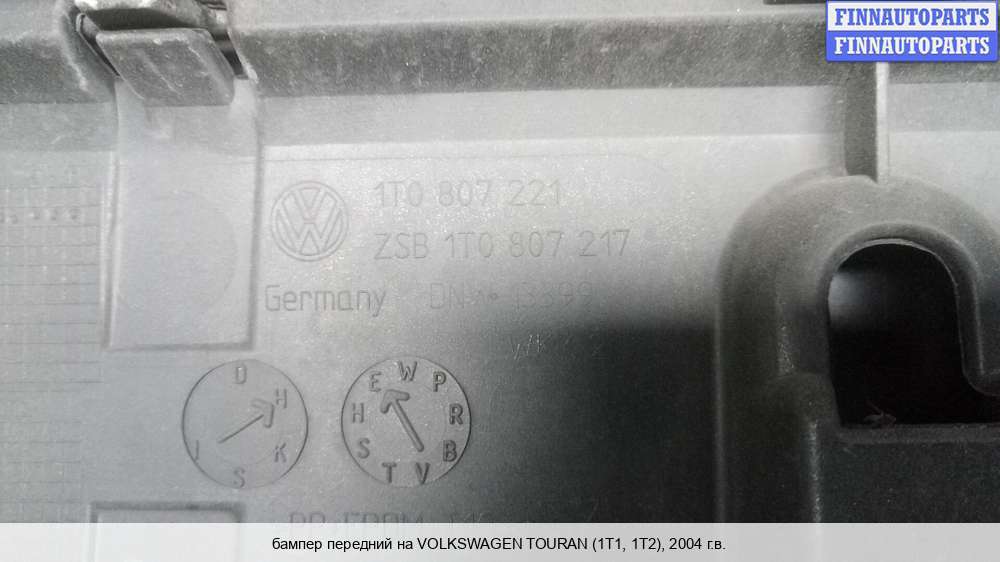 FINNAUTOPARTS
FINNAUTOPARTS
1T0 807 221
ZSB 1T0 807 217
Germany
D
H
K
S
I
E
W
P
R
B
V
T
S
H
бампер передний на VOLKSWAGEN TOURAN (1T1, 1T2), 2004 г.в.